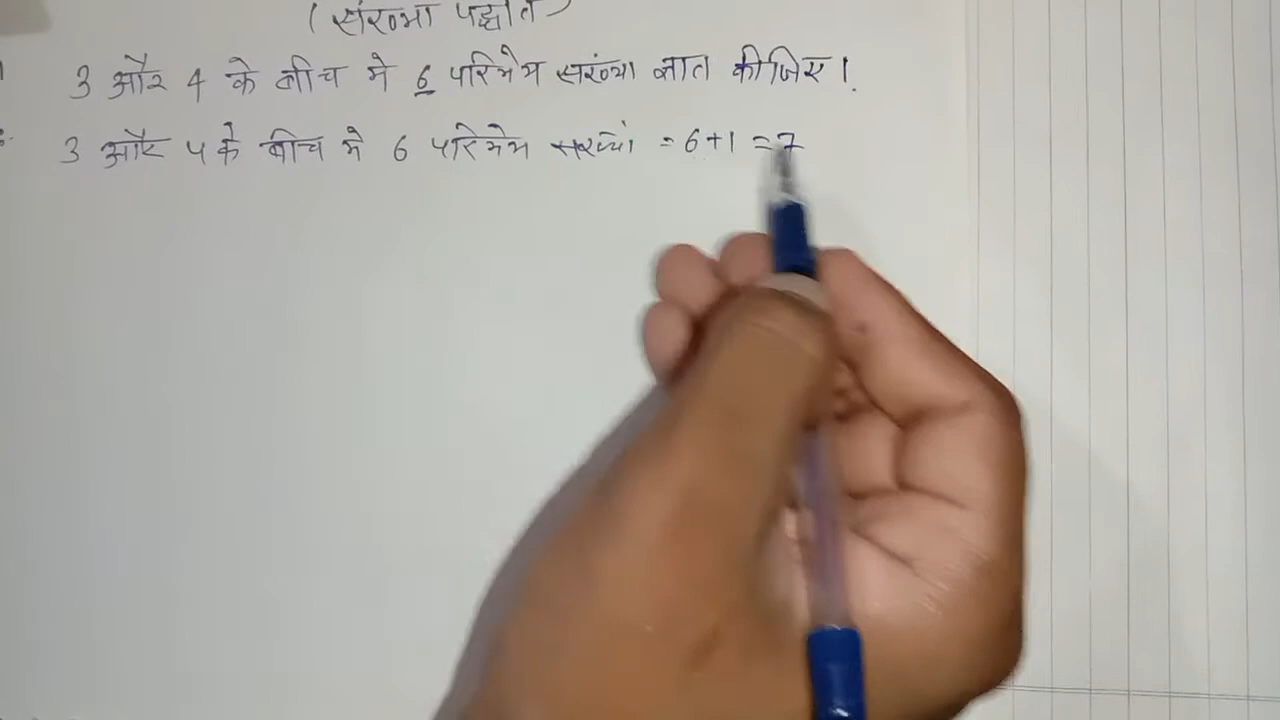 (संख्या पद्धति)
3 और 4 के बीच मे 6 परिमेय संख्या ज्ञात कीजिए।
3 और 4 के बीच मे 6 परिमेय संख्यां = 6+1 = 7